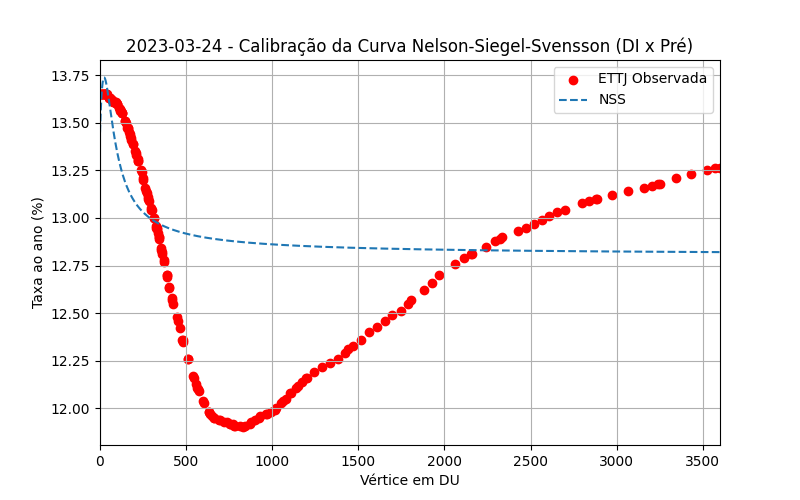 2023-03-24 - Calibração da Curva Nelson-Siegel-Svensson (DI x Pré)
ETTJ Observada
NSS
Taxa ao ano (%)
13.75
13.50
13.25
13.00
12.75
12.50
12.25
12.00
0 500 1000 1500 2000 2500 3000 3500
Vértice em DU